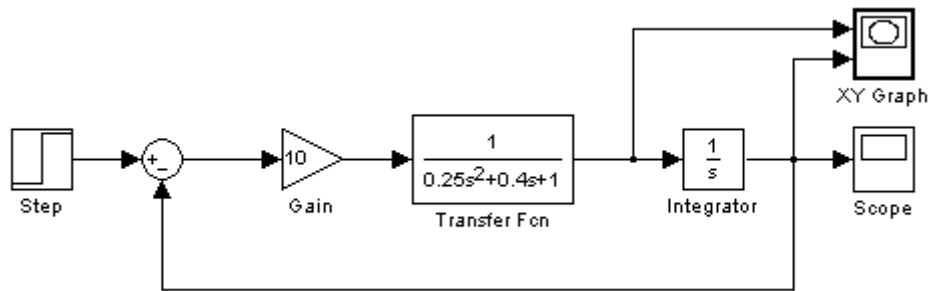 XY Graph
+
−
10
1
0.25s²+0.4s+1
1
s
Step
Gain
Transfer Fcn
Integrator
Scope